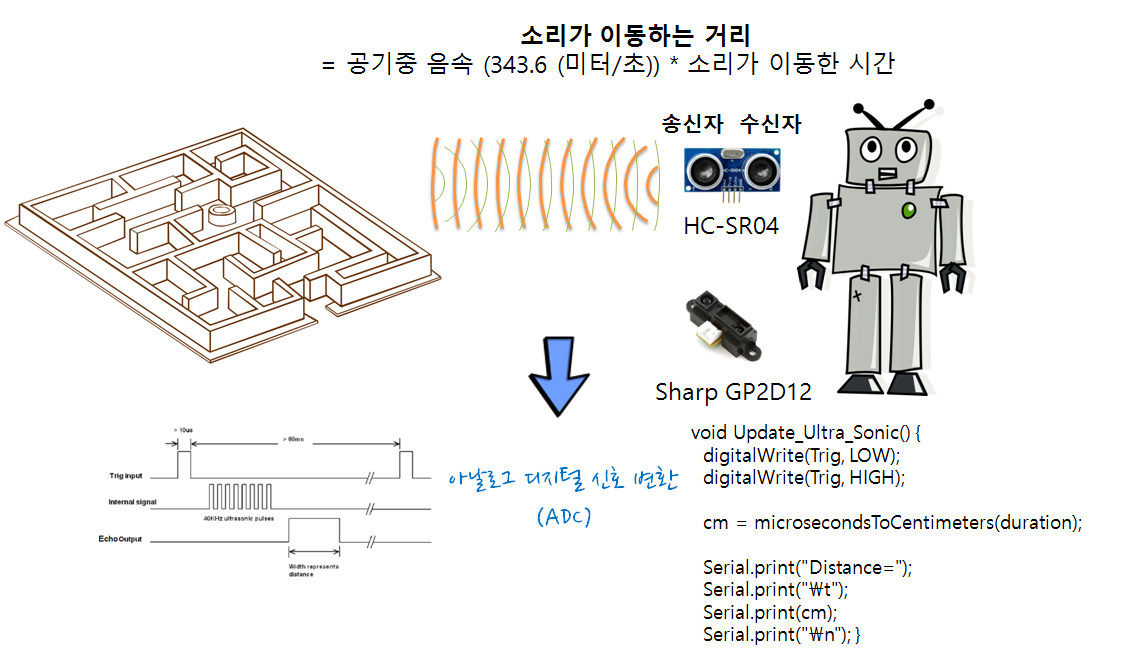 소리가 이동하는 거리
= 공기중 음속 (343.6 (미터/초)) * 소리가 이동한 시간
송신자 수신자
HC-SR04
Sharp GP2D12
> 10us
> 60ms
Trig input
Internal signal
40KHz ultrasonic pulses
Echo Output
Width represents
distance
아날로그 디지털 신호 변환
(ADC)
void Update_Ultra_Sonic() {
digitalWrite(Trig, LOW);
digitalWrite(Trig, HIGH);
cm = microsecondsToCentimeters(duration);
Serial.print("Distance=");
Serial.print("₩t");
Serial.print(cm);
Serial.print("₩n"); }